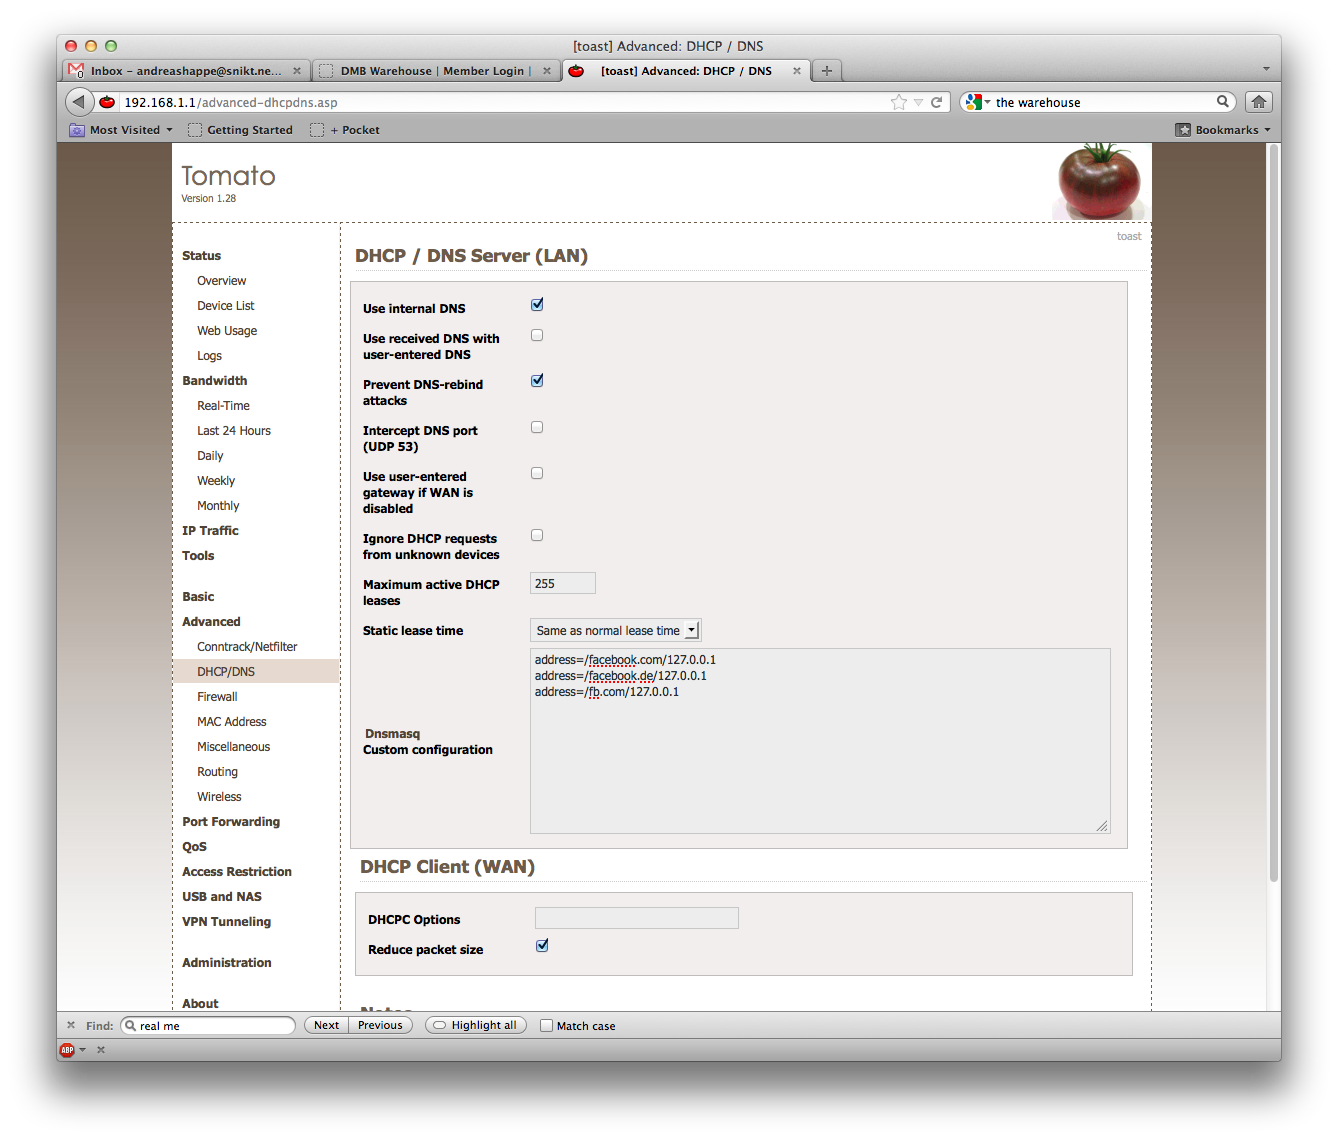 [toast] Advanced: DHCP / DNS
Inbox – andreashappe@snikt.ne...
DMB Warehouse | Member Login |
[toast] Advanced: DHCP / DNS
192.168.1.1/advanced-dhcpdns.asp
the warehouse
Most Visited
Getting Started
+ Pocket
Bookmarks
Tomato
Version 1.28
toast
Status
Overview
Device List
Web Usage
Logs
Bandwidth
Real-Time
Last 24 Hours
Daily
Weekly
Monthly
IP Traffic
Tools
Basic
Advanced
Conntrack/Netfilter
DHCP/DNS
Firewall
MAC Address
Miscellaneous
Routing
Wireless
Port Forwarding
QoS
Access Restriction
USB and NAS
VPN Tunneling
Administration
About
DHCP / DNS Server (LAN)
Use internal DNS
Use received DNS with
user-entered DNS
Prevent DNS-rebind
attacks
Intercept DNS port
(UDP 53)
Use user-entered
gateway if WAN is
disabled
Ignore DHCP requests
from unknown devices
Maximum active DHCP
leases
255
Static lease time
Same as normal lease time
Dnsmasq
Custom configuration
address=/facebook.com/127.0.0.1
address=/facebook.de/127.0.0.1
address=/fb.com/127.0.0.1
DHCP Client (WAN)
DHCPC Options
Reduce packet size
Notes
Find:
real me
Next
Previous
Highlight all
Match case
ABP